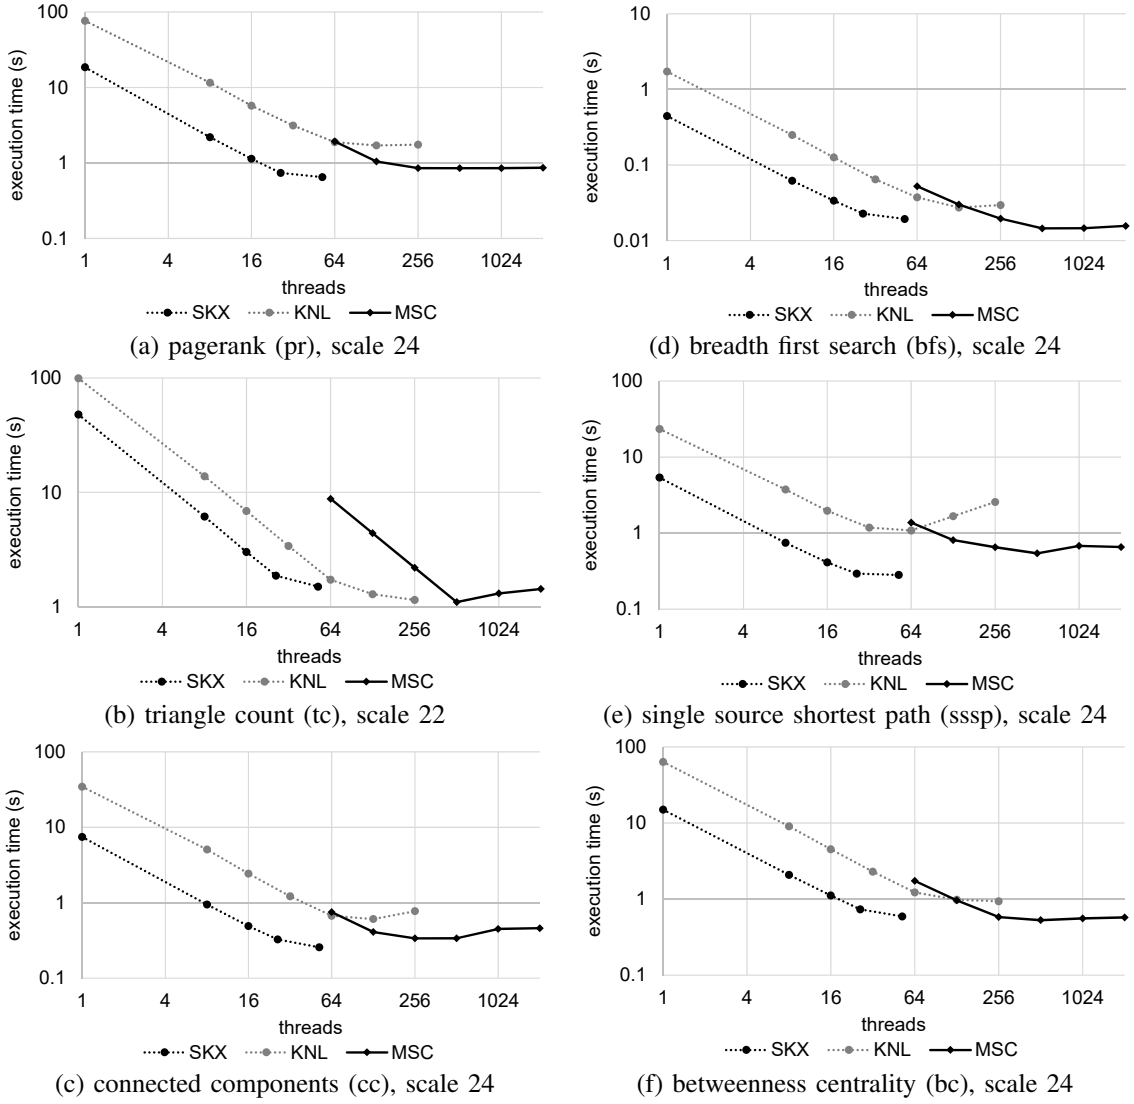 100
10
1
0.1
execution time (s)
1 4 16 64 256 1024
threads
SKX KNL MSC
(a) pagerank (pr), scale 24
10
1
0.1
0.01
execution time (s)
1 4 16 64 256 1024
threads
SKX KNL MSC
(d) breadth first search (bfs), scale 24
100
10
1
execution time (s)
1 4 16 64 256 1024
threads
SKX KNL MSC
(b) triangle count (tc), scale 22
100
10
1
0.1
execution time (s)
1 4 16 64 256 1024
threads
SKX KNL MSC
(e) single source shortest path (sssp), scale 24
100
10
1
0.1
execution time (s)
1 4 16 64 256 1024
threads
SKX KNL MSC
(c) connected components (cc), scale 24
100
10
1
0.1
execution time (s)
1 4 16 64 256 1024
threads
SKX KNL MSC
(f) betweenness centrality (bc), scale 24